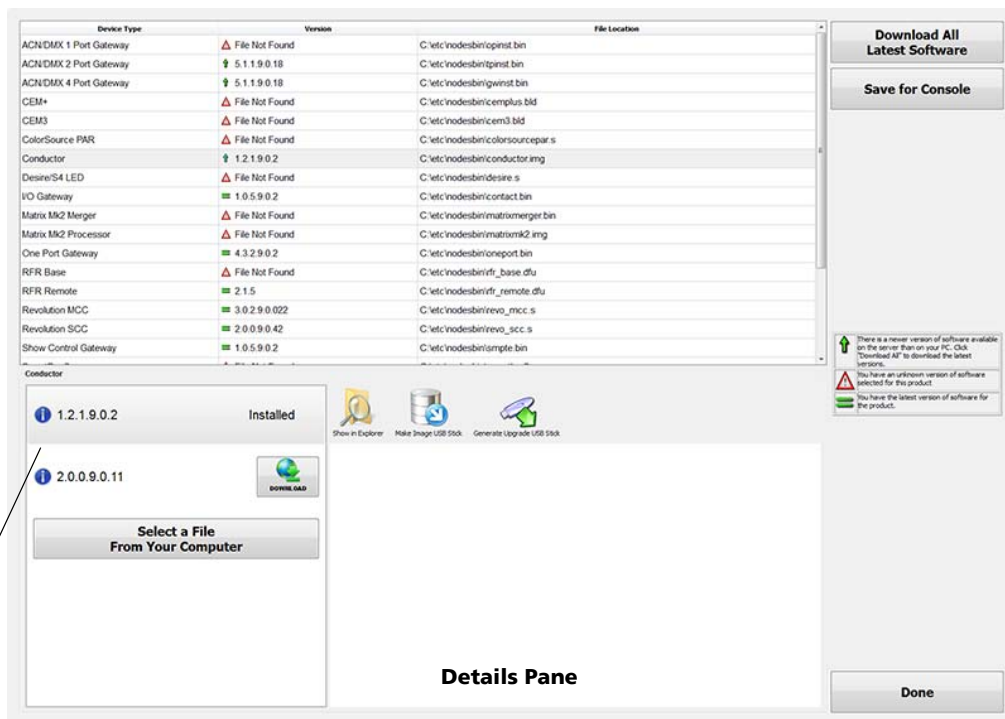 Device Type Version File Location
ACN/DMX 1 Port Gateway File Not Found C:\etc\nodesbin\opinst.bin
ACN/DMX 2 Port Gateway 5.1.1.9.0.18 C:\etc\nodesbin\tpinst.bin
ACN/DMX 4 Port Gateway 5.1.1.9.0.18 C:\etc\nodesbin\gwinst.bin
CEM+ File Not Found C:\etc\nodesbin\cemplus.bld
CEM3 File Not Found C:\etc\nodesbin\cem3.bld
ColorSource PAR File Not Found C:\etc\nodesbin\colorsourcepar.s
Conductor 1.2.1.9.0.2 C:\etc\nodesbin\conductor.img
Desire/S4 LED File Not Found C:\etc\nodesbin\desire.s
I/O Gateway 1.0.5.9.0.2 C:\etc\nodesbin\contact.bin
Matrix Mk2 Merger File Not Found C:\etc\nodesbin\matrixmerger.bin
Matrix Mk2 Processor File Not Found C:\etc\nodesbin\matrixmk2.img
One Port Gateway 4.3.2.9.0.2 C:\etc\nodesbin\oneport.bin
RFR Base File Not Found C:\etc\nodesbin\rfr_base.dfu
RFR Remote 2.1.5 C:\etc\nodesbin\rfr_remote.dfu
Revolution MCC 3.0.2.9.0.022 C:\etc\nodesbin\revo_mcc.s
Revolution SCC 2.0.0.9.0.42 C:\etc\nodesbin\revo_scc.s
Show Control Gateway 1.0.5.9.0.2 C:\etc\nodesbin\smpte.bin
Download All
Latest Software
Save for Console
There is a newer version of software available
on the server than on your PC. Click
"Download All" to download the latest
versions.
You have an unknown version of software
selected for this product
You have the latest version of software for
the product.
Conductor
1.2.1.9.0.2 Installed
Show in Explorer Make Image USB Stick Generate Upgrade USB Stick
2.0.0.9.0.11 DOWNLOAD
Select a File
From Your Computer
Details Pane
Done